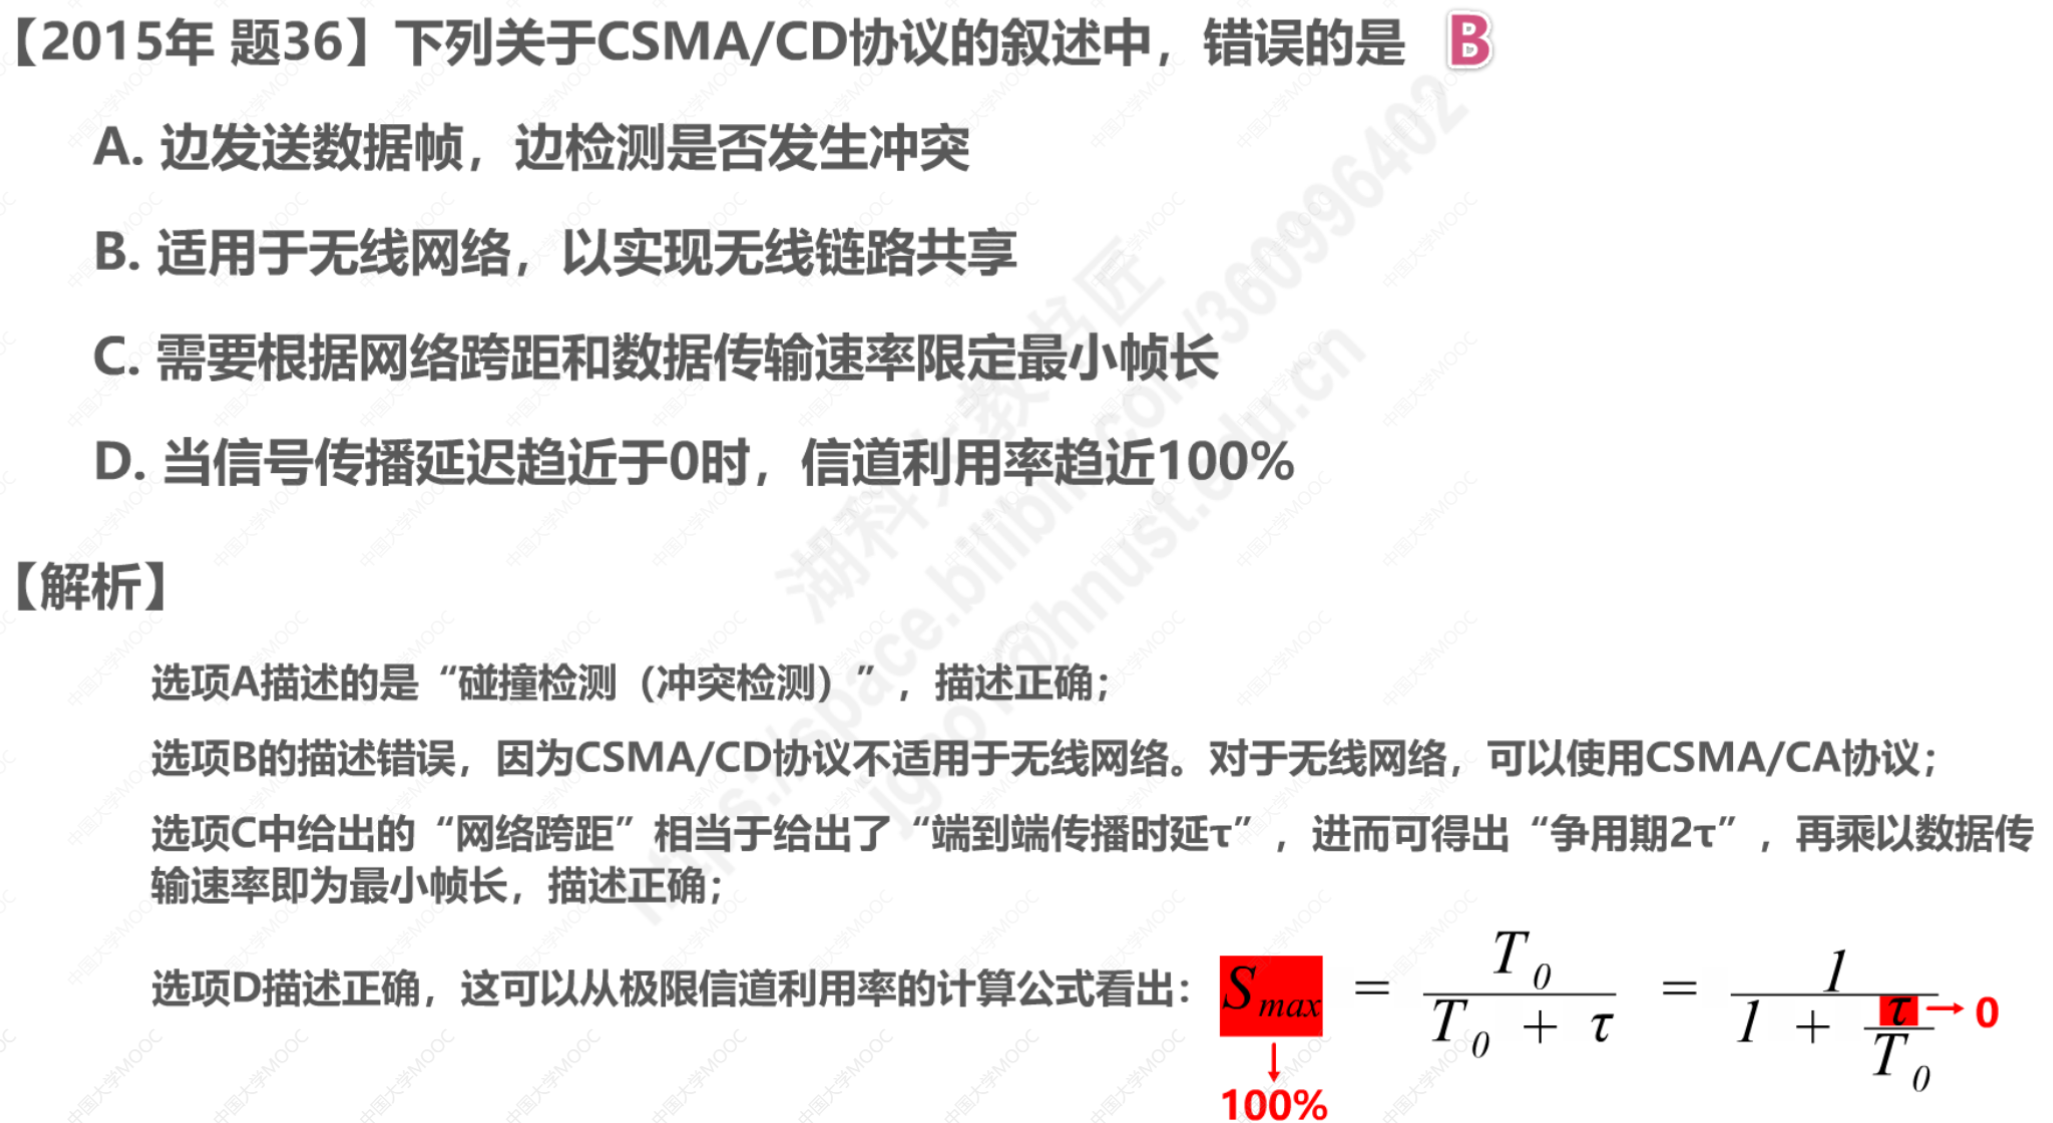 【2015年 题36】下列关于CSMA/CD协议的叙述中，错误的是 B
A. 边发送数据帧，边检测是否发生冲突
B. 适用于无线网络，以实现无线链路共享
C. 需要根据网络跨距和数据传输速率限定最小帧长
D. 当信号传播延迟趋近于0时，信道利用率趋近100%
【解析】
选项A描述的是“碰撞检测（冲突检测）”，描述正确；
选项B的描述错误，因为CSMA/CD协议不适用于无线网络。对于无线网络，可以使用CSMA/CA协议；
选项C中给出的“网络跨距”相当于给出了“端到端传播时延τ”，进而可得出“争用期2τ”，再乘以数据传
输速率即为最小帧长，描述正确；
选项D描述正确，这可以从极限信道利用率的计算公式看出： S_max = T_0 / (T_0 + τ) = 1 / (1 + τ/T_0) → 0
100%
湖科大教书匠
https://space.bilibili.com/360996402
中国大学MOOC